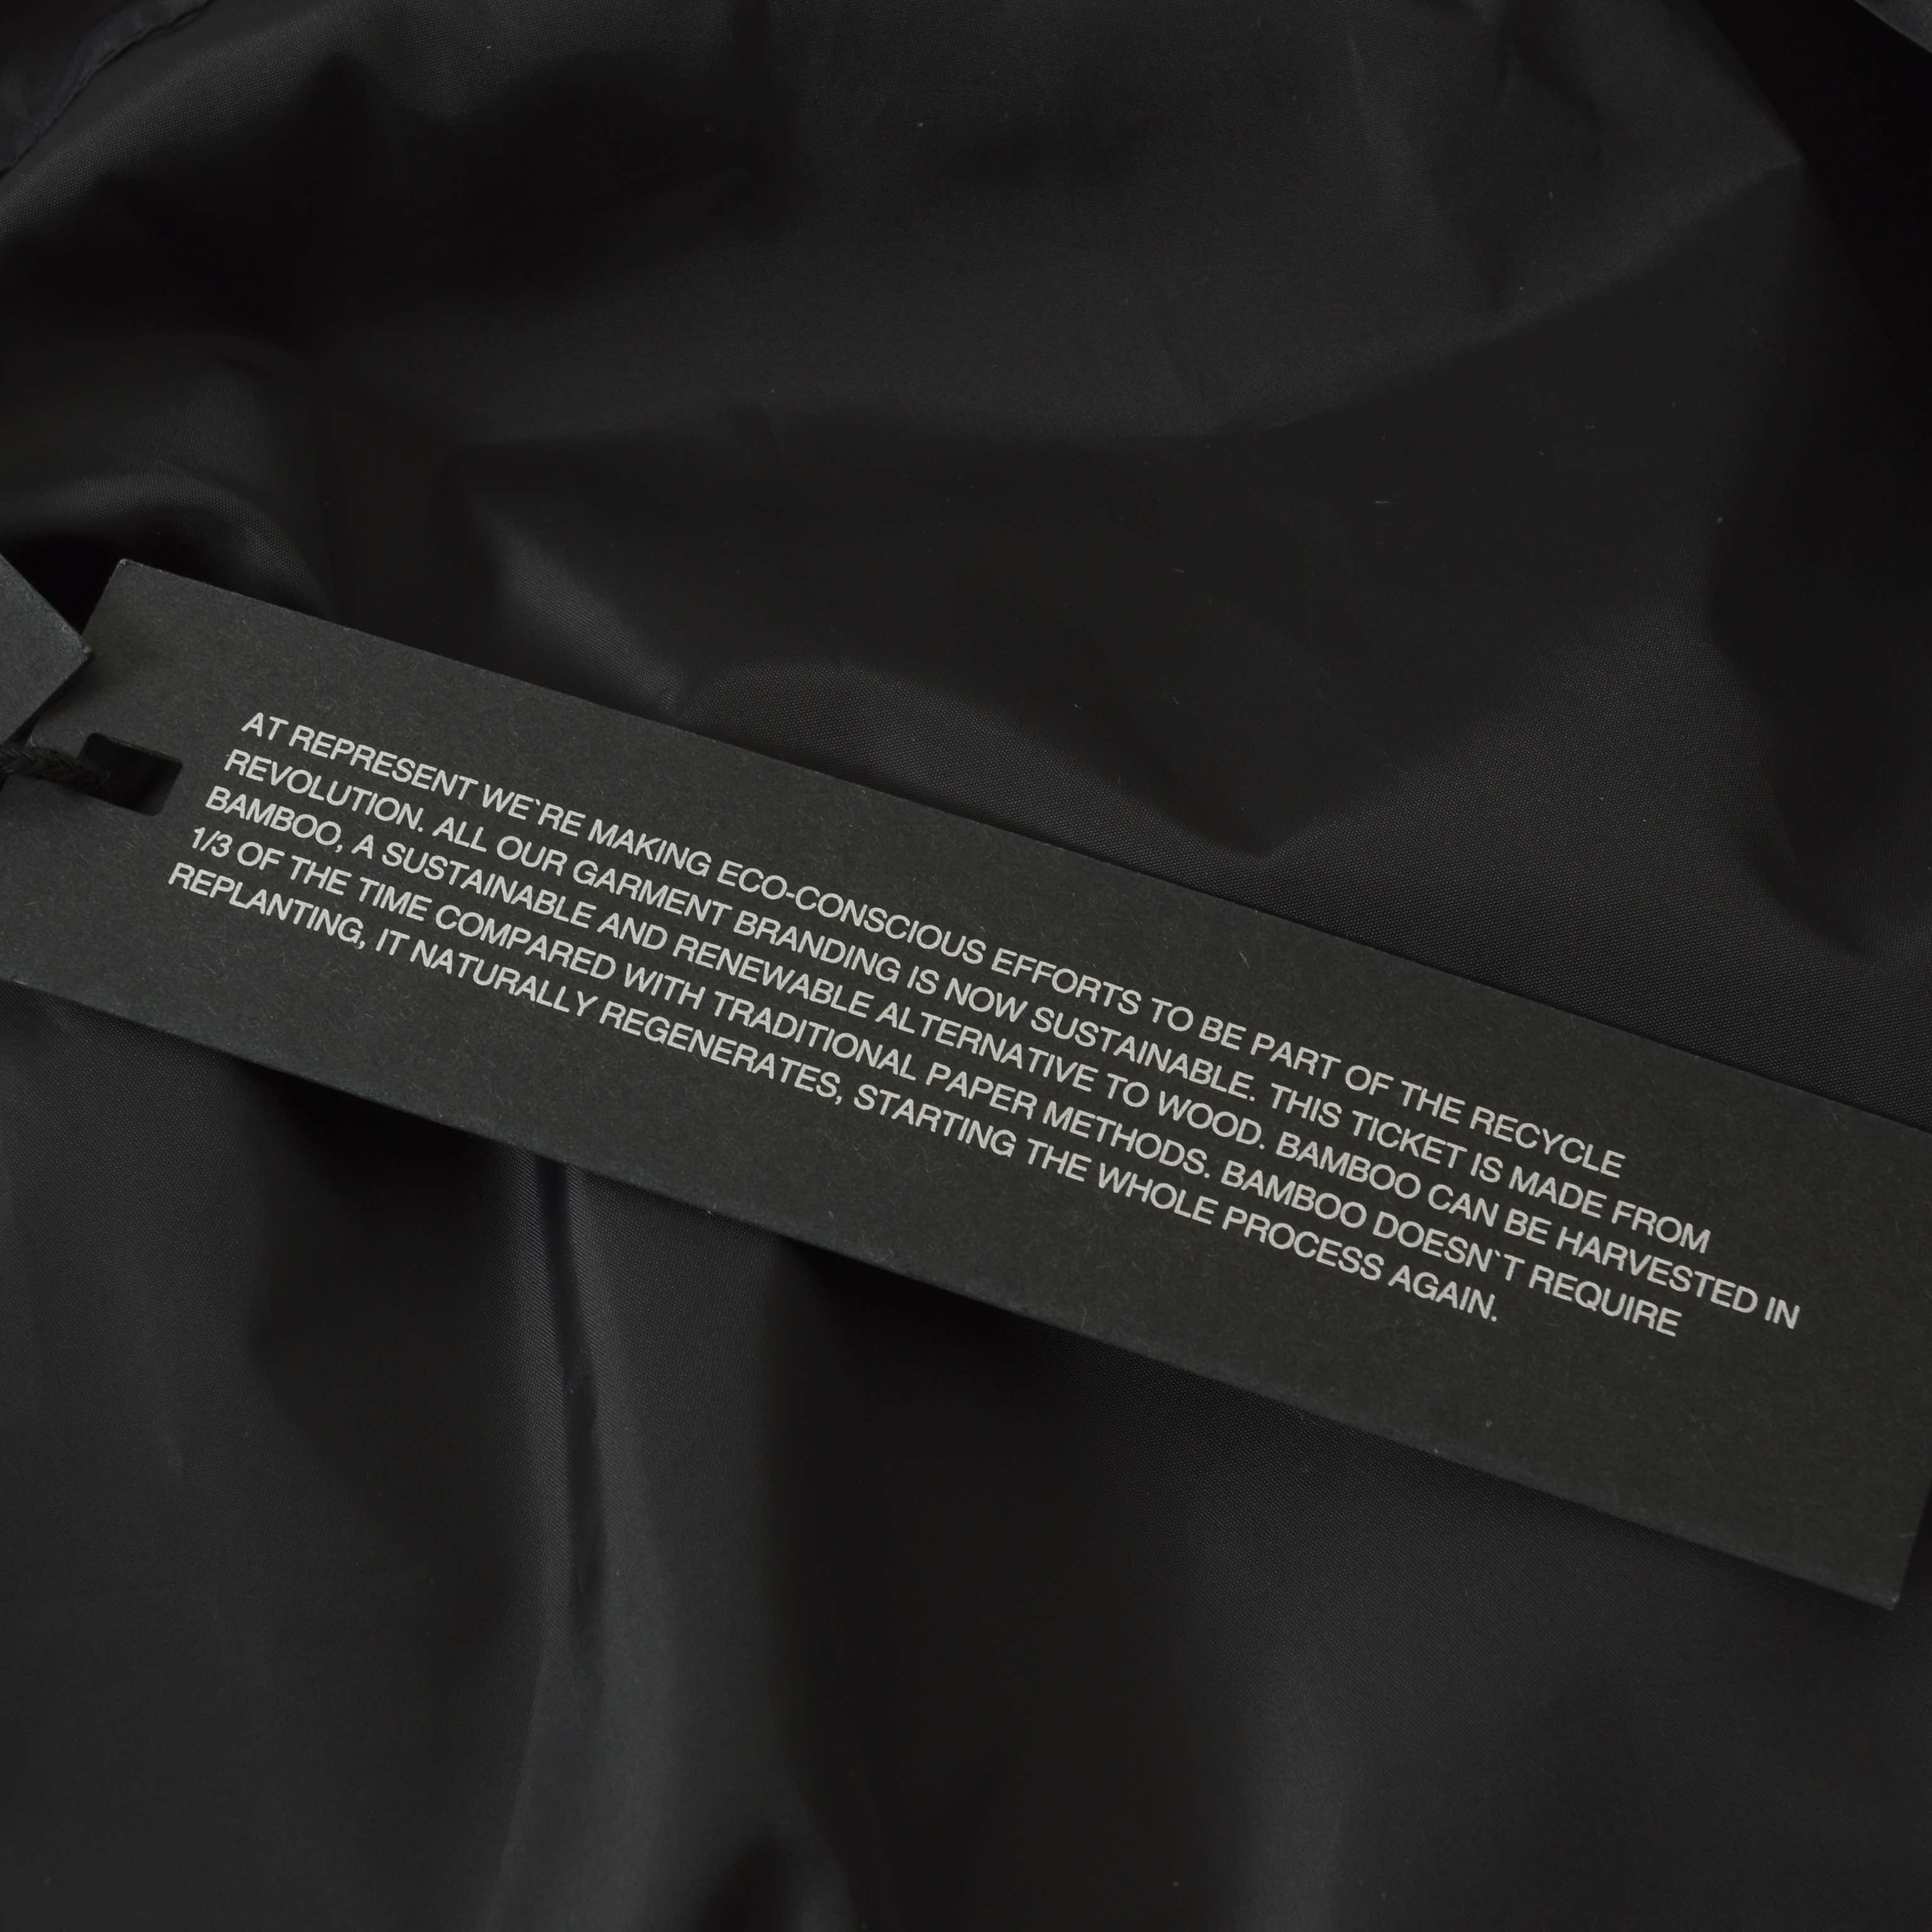 AT REPRESENT WE`RE MAKING ECO-CONSCIOUS EFFORTS TO BE PART OF THE RECYCLE
REVOLUTION. ALL OUR GARMENT BRANDING IS NOW SUSTAINABLE. THIS TICKET IS MADE FROM
BAMBOO, A SUSTAINABLE AND RENEWABLE ALTERNATIVE TO WOOD. BAMBOO CAN BE HARVESTED IN
1/3 OF THE TIME COMPARED WITH TRADITIONAL PAPER METHODS. BAMBOO DOESN`T REQUIRE
REPLANTING, IT NATURALLY REGENERATES, STARTING THE WHOLE PROCESS AGAIN.